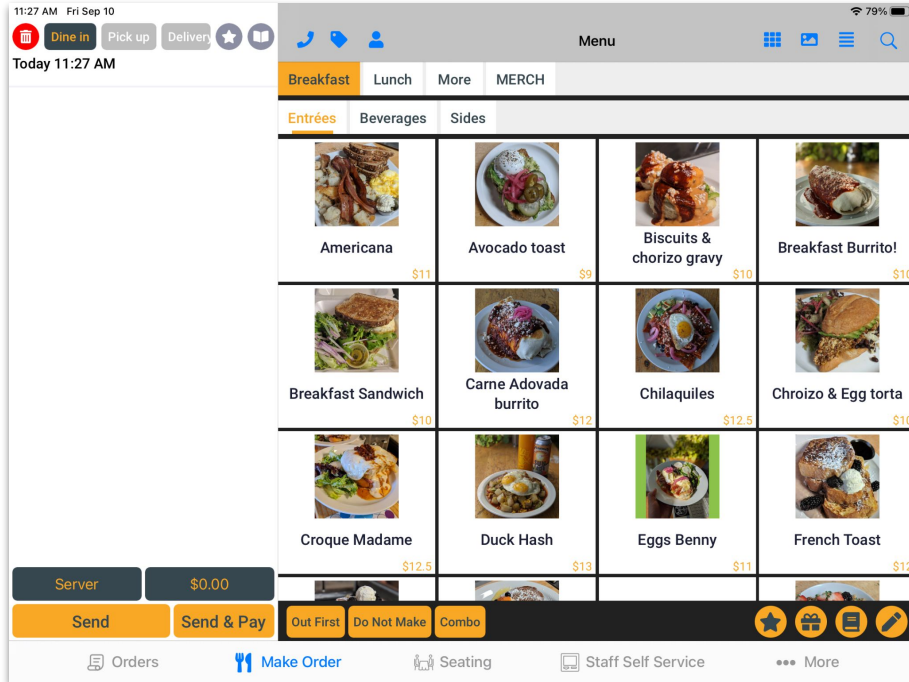 11:27 AM Fri Sep 10
79%
Dine in
Pick up
Delivery
Today 11:27 AM
Menu
Breakfast
Lunch
More
MERCH
Entrées
Beverages
Sides
Americana
$11
Avocado toast
$9
Biscuits &
chorizo gravy
$10
Breakfast Burrito!
$10
Breakfast Sandwich
$10
Carne Adovada
burrito
$12
Chilaquiles
$12.5
Chroizo & Egg torta
$10
Croque Madame
$12.5
Duck Hash
$13
Eggs Benny
$11
French Toast
$12
Server
$0.00
Send
Send & Pay
Out First
Do Not Make
Combo
Orders
Make Order
Seating
Staff Self Service
More